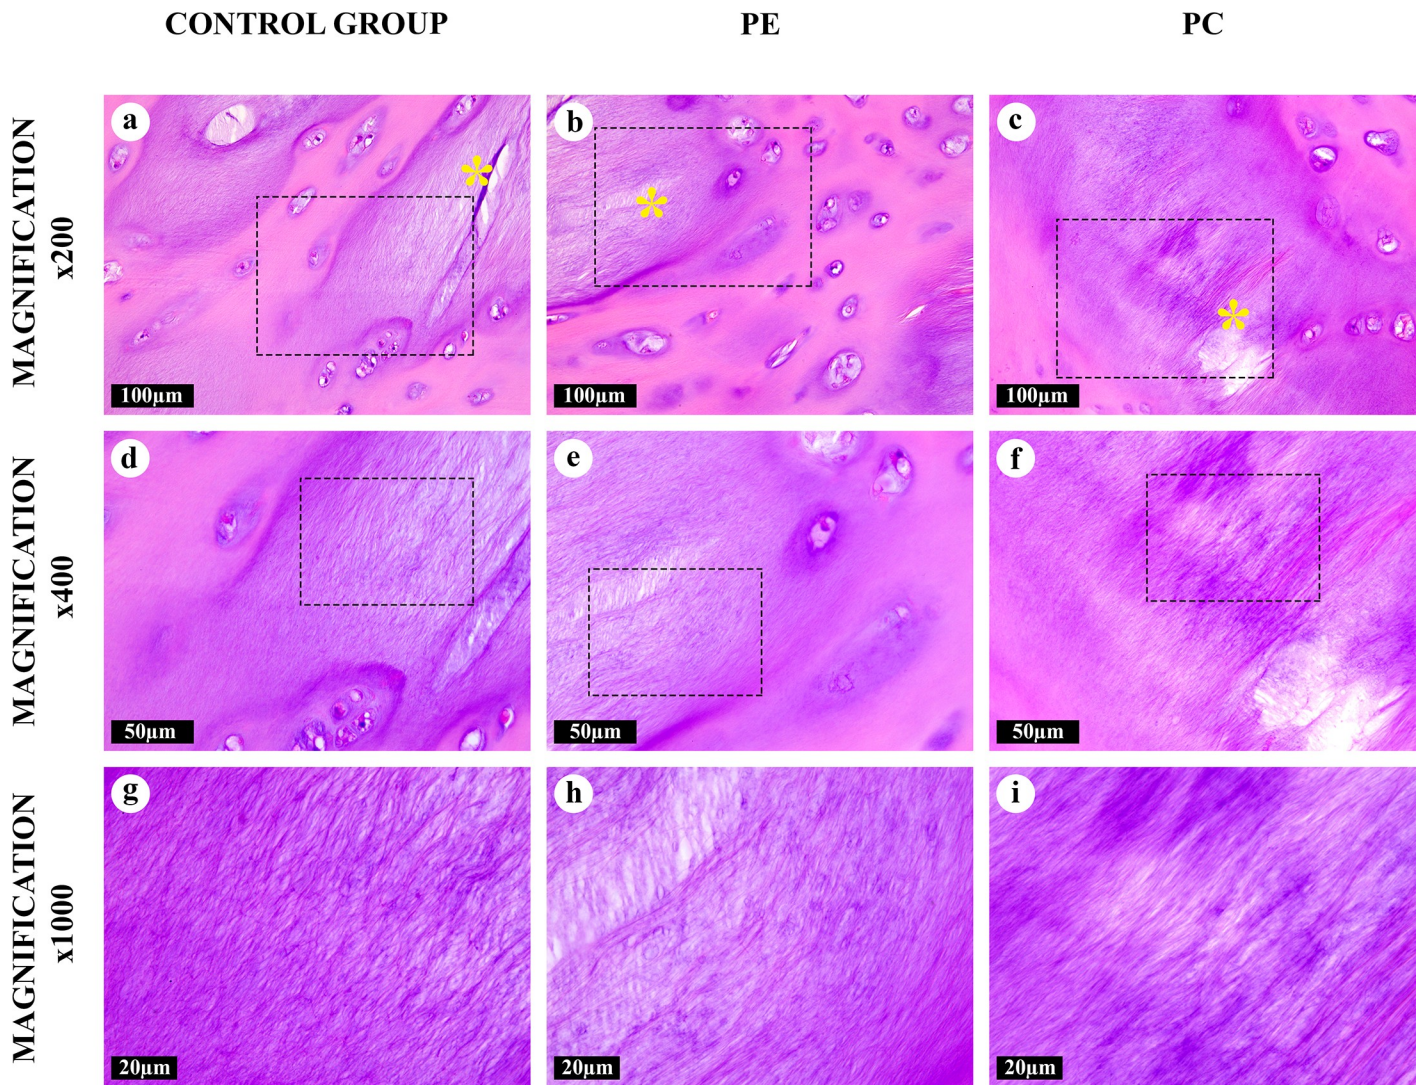 CONTROL GROUP
PE
PC
MAGNIFICATION
x200
a
100µm
b
100µm
c
100µm
MAGNIFICATION
x400
d
50µm
e
50µm
f
50µm
MAGNIFICATION
x1000
g
20µm
h
20µm
i
20µm